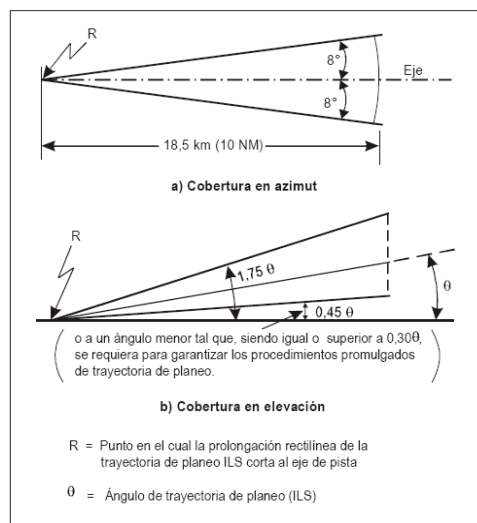 R
8°
Eje
8°
18,5 km (10 NM)
a) Cobertura en azimut
R
1,75 θ
θ
0,45 θ
o a un ángulo menor tal que, siendo igual o superior a 0,30θ,
se requiera para garantizar los procedimientos promulgados
de trayectoria de planeo.
b) Cobertura en elevación
R = Punto en el cual la prolongación rectilínea de la
trayectoria de planeo ILS corta al eje de pista
θ = Ángulo de trayectoria de planeo (ILS)